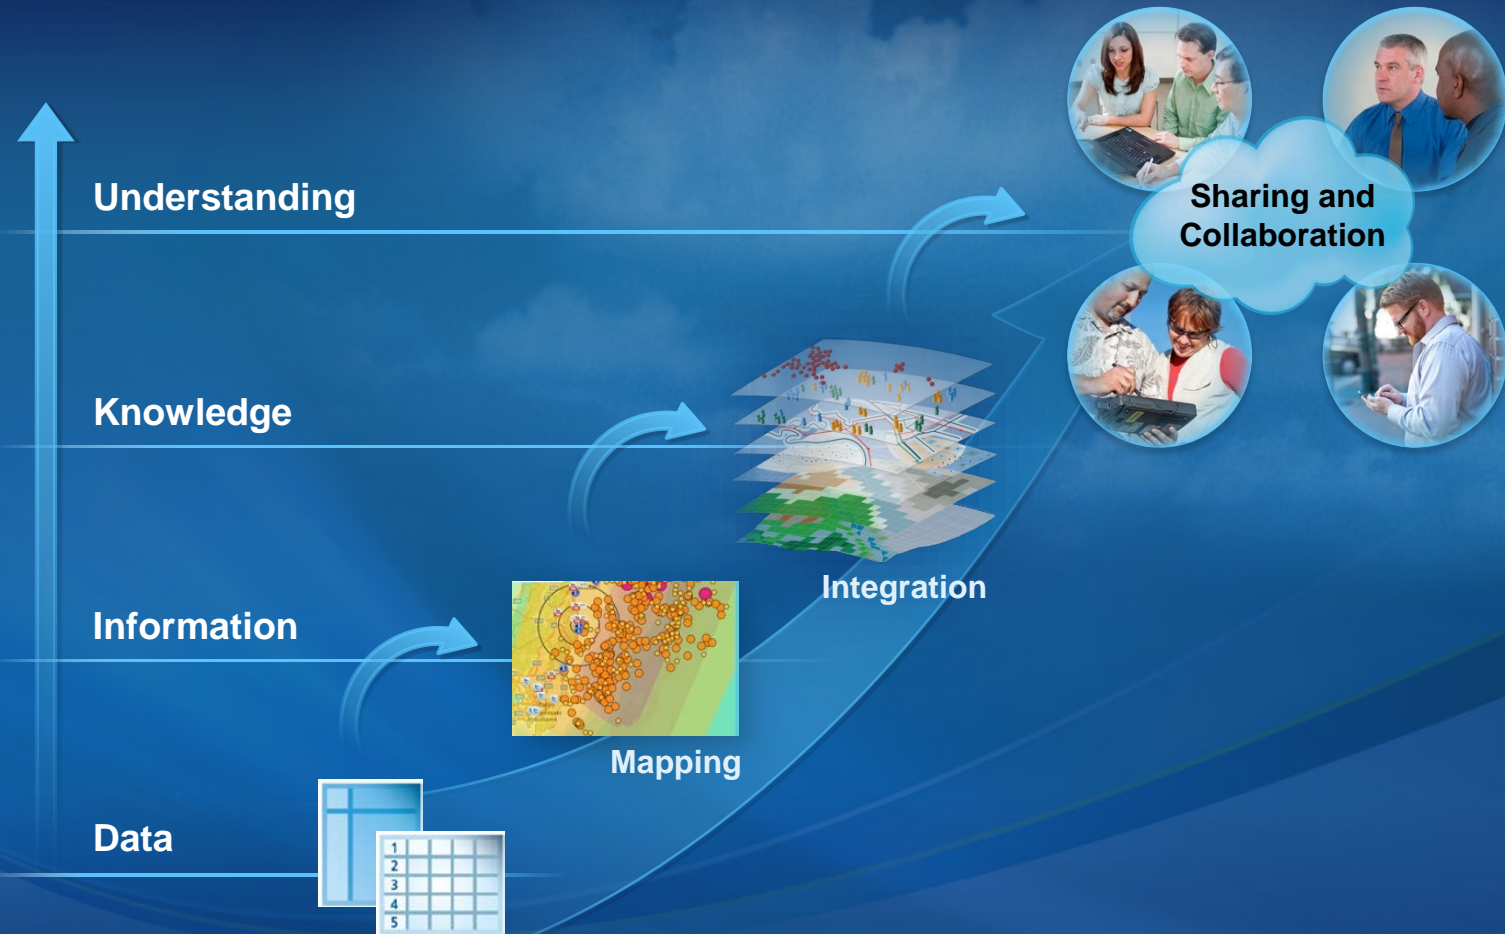 Understanding
Sharing and
Collaboration
Knowledge
Integration
Information
Mapping
Data
1
2
3
4
5